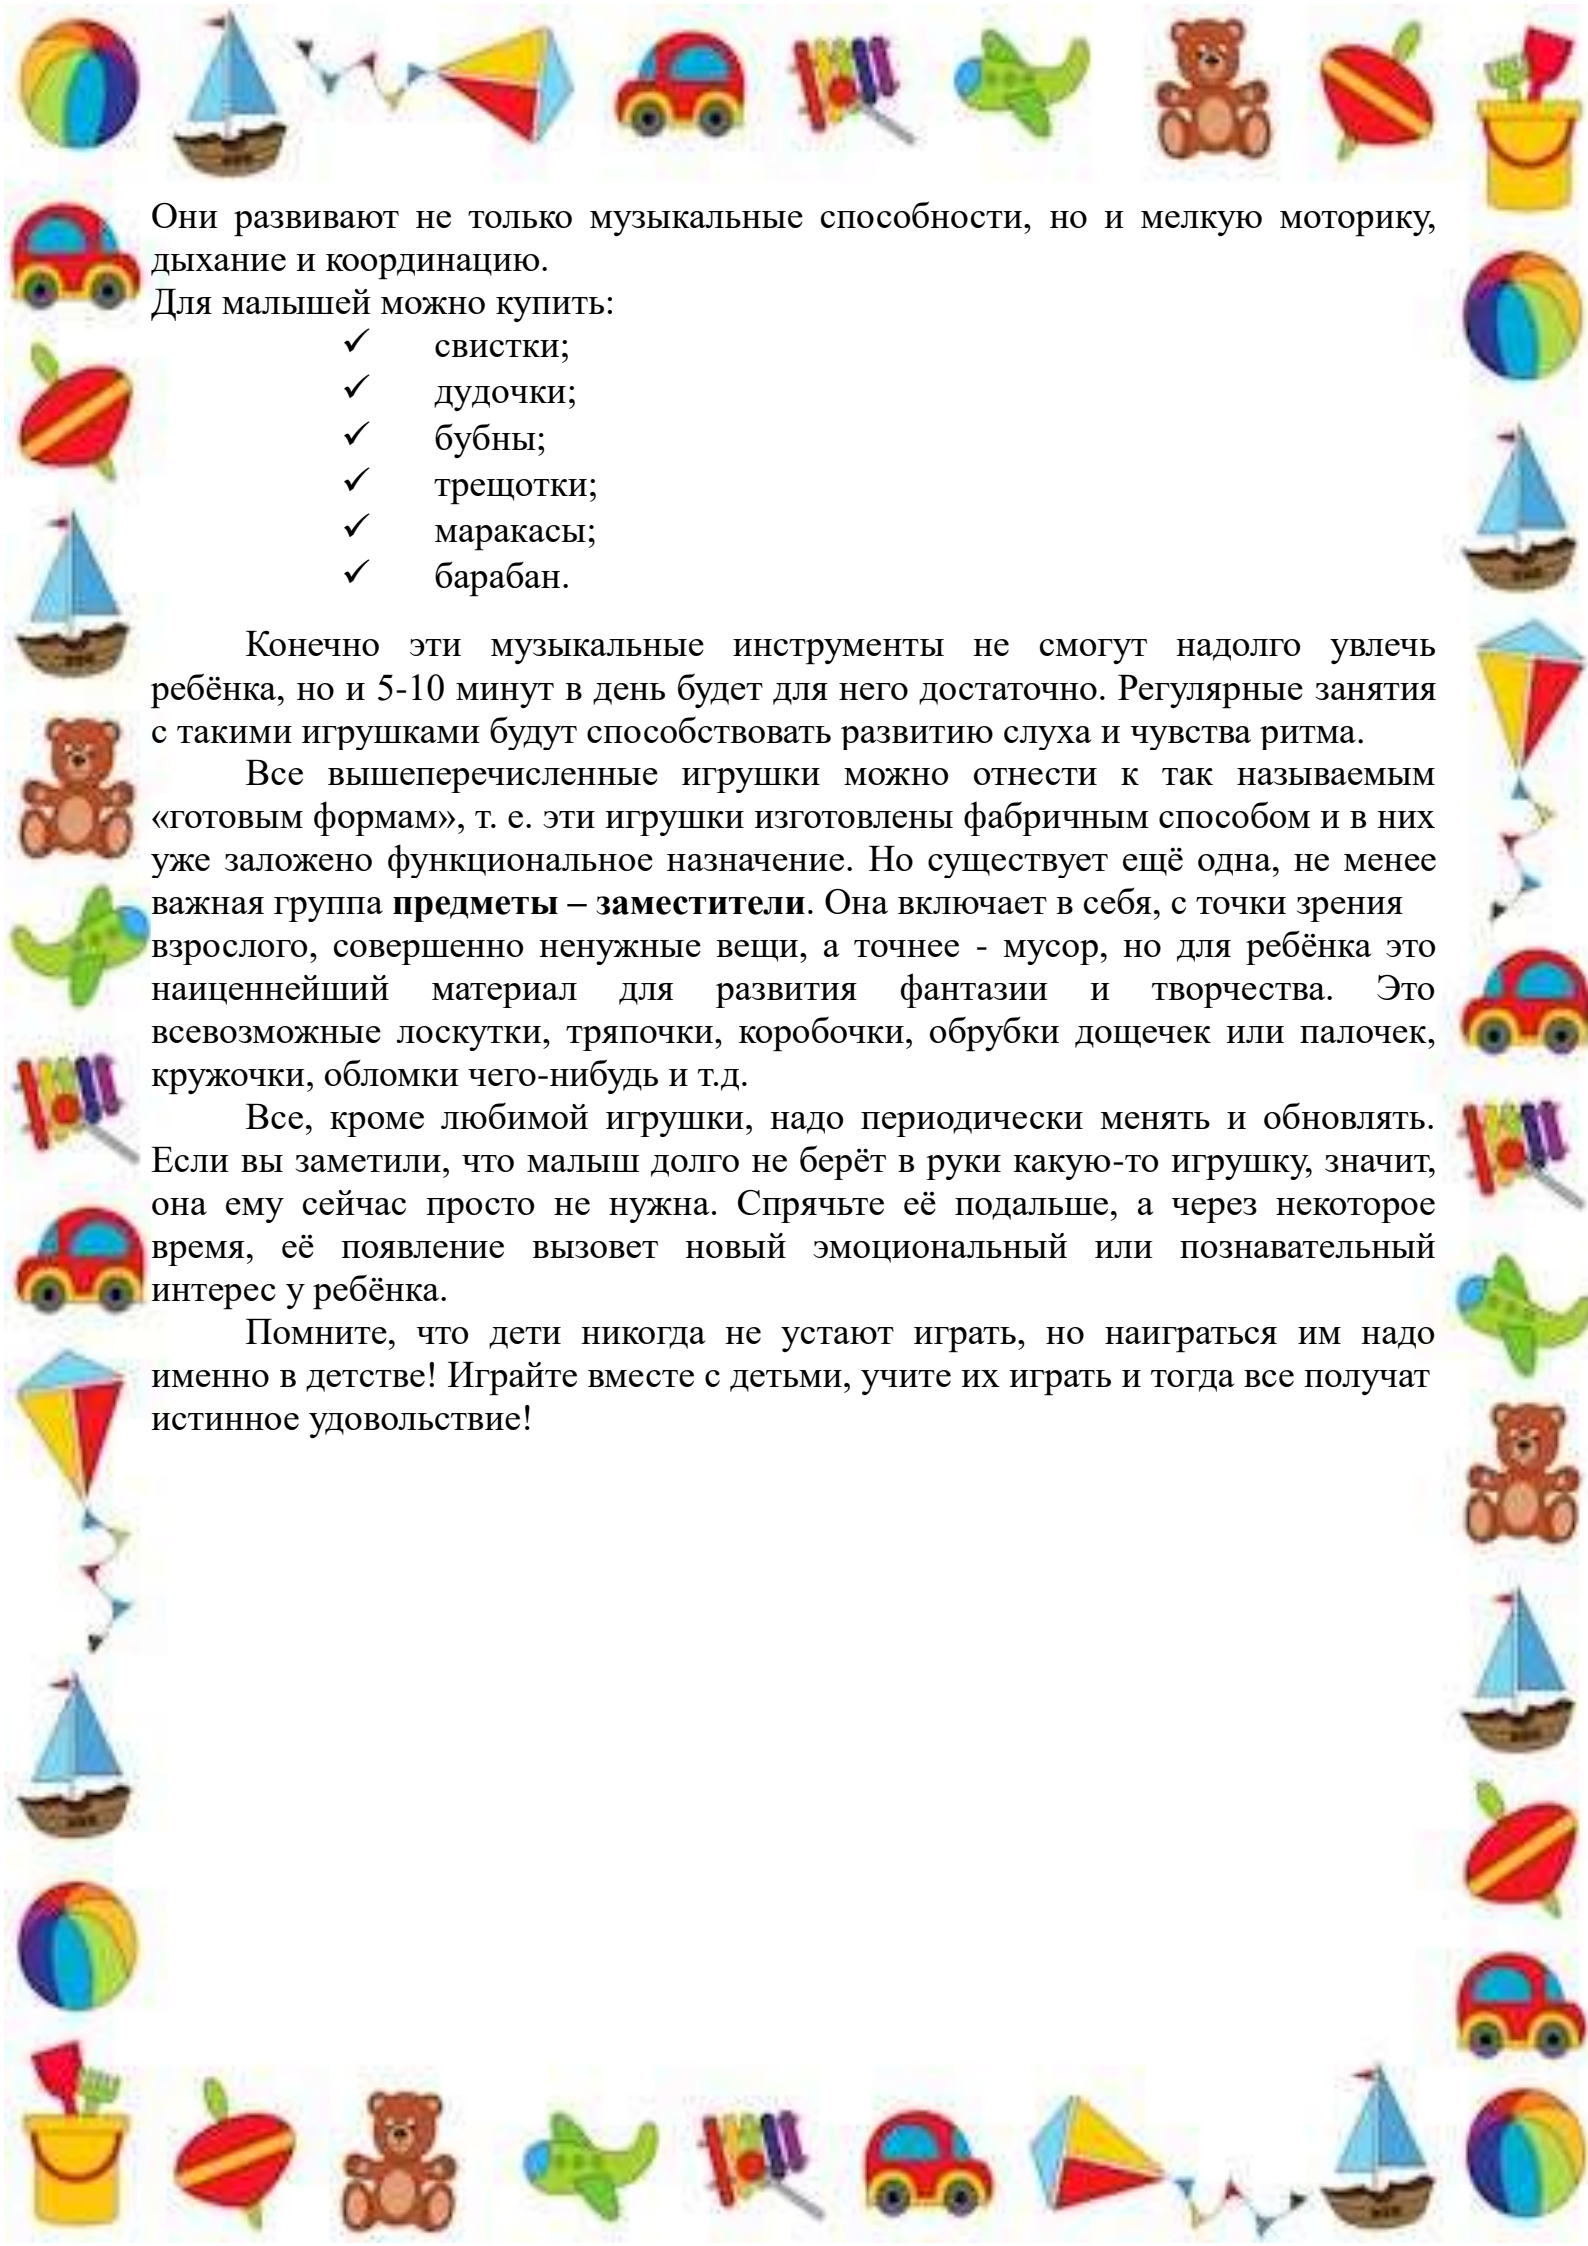 Они развивают не только музыкальные способности, но и мелкую моторику,
дыхание и координацию.
Для малышей можно купить:
✓ свистки;
✓ дудочки;
✓ бубны;
✓ трещотки;
✓ маракасы;
✓ барабан.
Конечно эти музыкальные инструменты не смогут надолго увлечь
ребёнка, но и 5-10 минут в день будет для него достаточно. Регулярные занятия
с такими игрушками будут способствовать развитию слуха и чувства ритма.
Все вышеперечисленные игрушки можно отнести к так называемым
«готовым формам», т. е. эти игрушки изготовлены фабричным способом и в них
уже заложено функциональное назначение. Но существует ещё одна, не менее
важная группа предметы – заместители. Она включает в себя, с точки зрения
взрослого, совершенно ненужные вещи, а точнее - мусор, но для ребёнка это
наиценнейший материал для развития фантазии и творчества. Это
всевозможные лоскутки, тряпочки, коробочки, обрубки дощечек или палочек,
кружочки, обломки чего-нибудь и т.д.
Все, кроме любимой игрушки, надо периодически менять и обновлять.
Если вы заметили, что малыш долго не берёт в руки какую-то игрушку, значит,
она ему сейчас просто не нужна. Спрячьте её подальше, а через некоторое
время, её появление вызовет новый эмоциональный или познавательный
интерес у ребёнка.
Помните, что дети никогда не устают играть, но наиграться им надо
именно в детстве! Играйте вместе с детьми, учите их играть и тогда все получат
истинное удовольствие!